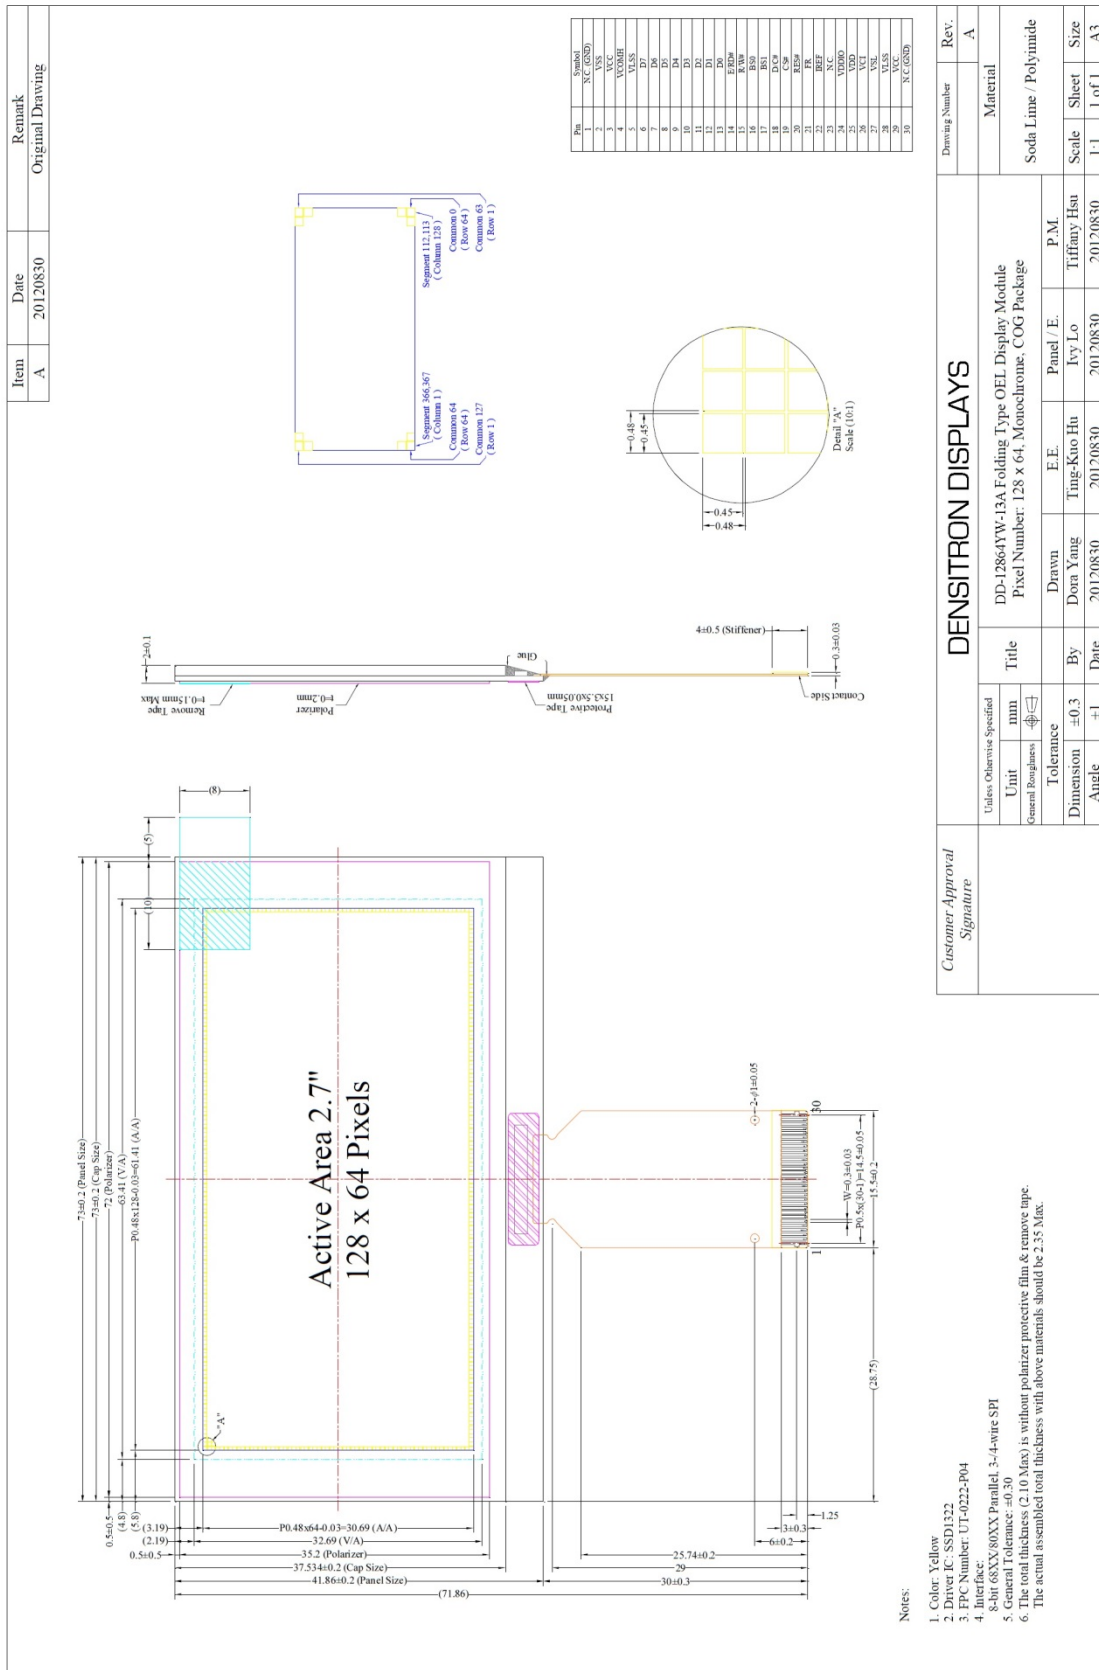 Item Date Remark
A 20120830 Original Drawing
73±0.2 (Panel Size)
73±0.2 (Cap Size)
72 (Polarizer)
63.41 (V/A)
P0.48x128-0.03=61.41 (A/A)
0.5±0.5
(4.8)
(5.8)
(10)
(5)
(8)
"A"
Active Area 2.7"
128 x 64 Pixels
(3.19)
(2.19)
0.5±0.5
P0.48x64-0.03=30.69 (A/A)
32.69 (V/A)
35.2 (Polarizer)
37.534±0.2 (Cap Size)
41.86±0.2 (Panel Size)
(71.86)
25.74±0.2
29
30±0.3
6±0.2
3±0.3
1.25
2-ϕ1±0.05
1
30
W=0.3±0.03
P0.5x(30-1)=14.5±0.05
15.5±0.2
(28.75)
2±0.1
Remove Tape
t=0.15mm Max
Polarizer
t=0.2mm
Glue
Protective Tape
15x3.5x0.05mm
4±0.5 (Stiffener)
0.3±0.03
Contact Side
Segment 366,367
( Column 1 )
Common 64
( Row 64 )
Common 127
( Row 1 )
Segment 112,113
( Column 128 )
Common 0
( Row 64 )
Common 63
( Row 1 )
0.48
0.45
0.45
0.48
Detail "A"
Scale (10:1)
Pin Symbol
1 N.C. (GND)
2 VSS
3 VCC
4 VCOMH
5 VLSS
6 D7
7 D6
8 D5
9 D4
10 D3
11 D2
12 D1
13 D0
14 E/RD#
15 R/W#
16 BS0
17 BS1
18 D/C#
19 CS#
20 RES#
21 FR
22 IREF
23 N.C.
24 VDDIO
25 VDD
26 VCI
27 VSL
28 VLSS
29 VCC
30 N.C. (GND)
Notes:
1. Color: Yellow
2. Driver IC: SSD1322
3. FPC Number: UT-0222-P04
4. Interface:
8-bit 68XX/80XX Parallel, 3-/4-wire SPI
5. General Tolerance: ±0.30
6. The total thickness (2.10 Max) is without polarizer protective film & remove tape.
The actual assembled total thickness with above materials should be 2.35 Max.
Customer Approval
Signature
DENSITRON DISPLAYS
Drawing Number Rev.
A
Unless Otherwise Specified
Unit mm
General Roughness
Tolerance
Dimension ±0.3
Angle ±1
Title
DD-12864YW-13A Folding Type OEL Display Module
Pixel Number: 128 x 64, Monochrome, COG Package
Material
Soda Lime / Polyimide
By Drawn E.E. Panel / E. P.M.
Dora Yang Ting-Kuo Hu Ivy Lo Tiffany Hsu
Date 20120830 20120830 20120830 20120830
Scale Sheet Size
1:1 1 of 1 A3